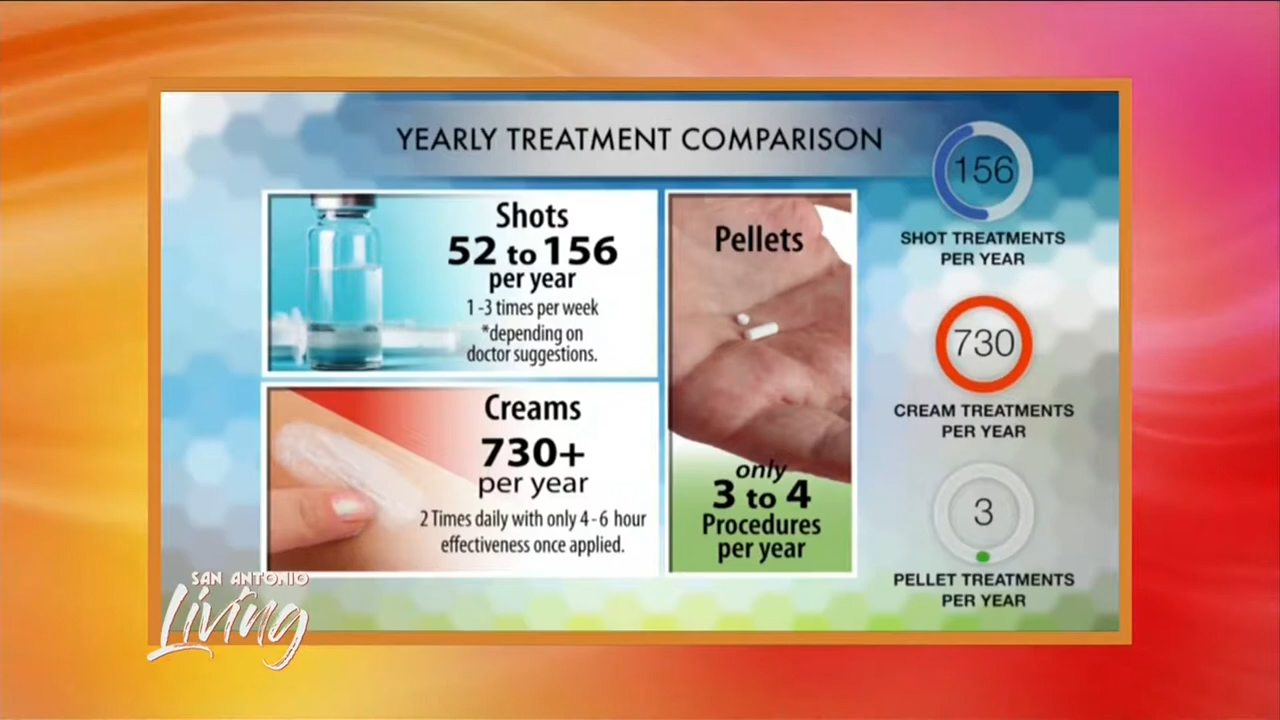 YEARLY TREATMENT COMPARISON
Shots
52 to 156
per year
1-3 times per week
*depending on
doctor suggestions.
Creams
730+
per year
2 Times daily with only 4-6 hour
effectiveness once applied.
Pellets
only
3 to 4
Procedures
per year
156
SHOT TREATMENTS
PER YEAR
730
CREAM TREATMENTS
PER YEAR
3
PELLET TREATMENTS
PER YEAR
SAN ANTONIO
Living